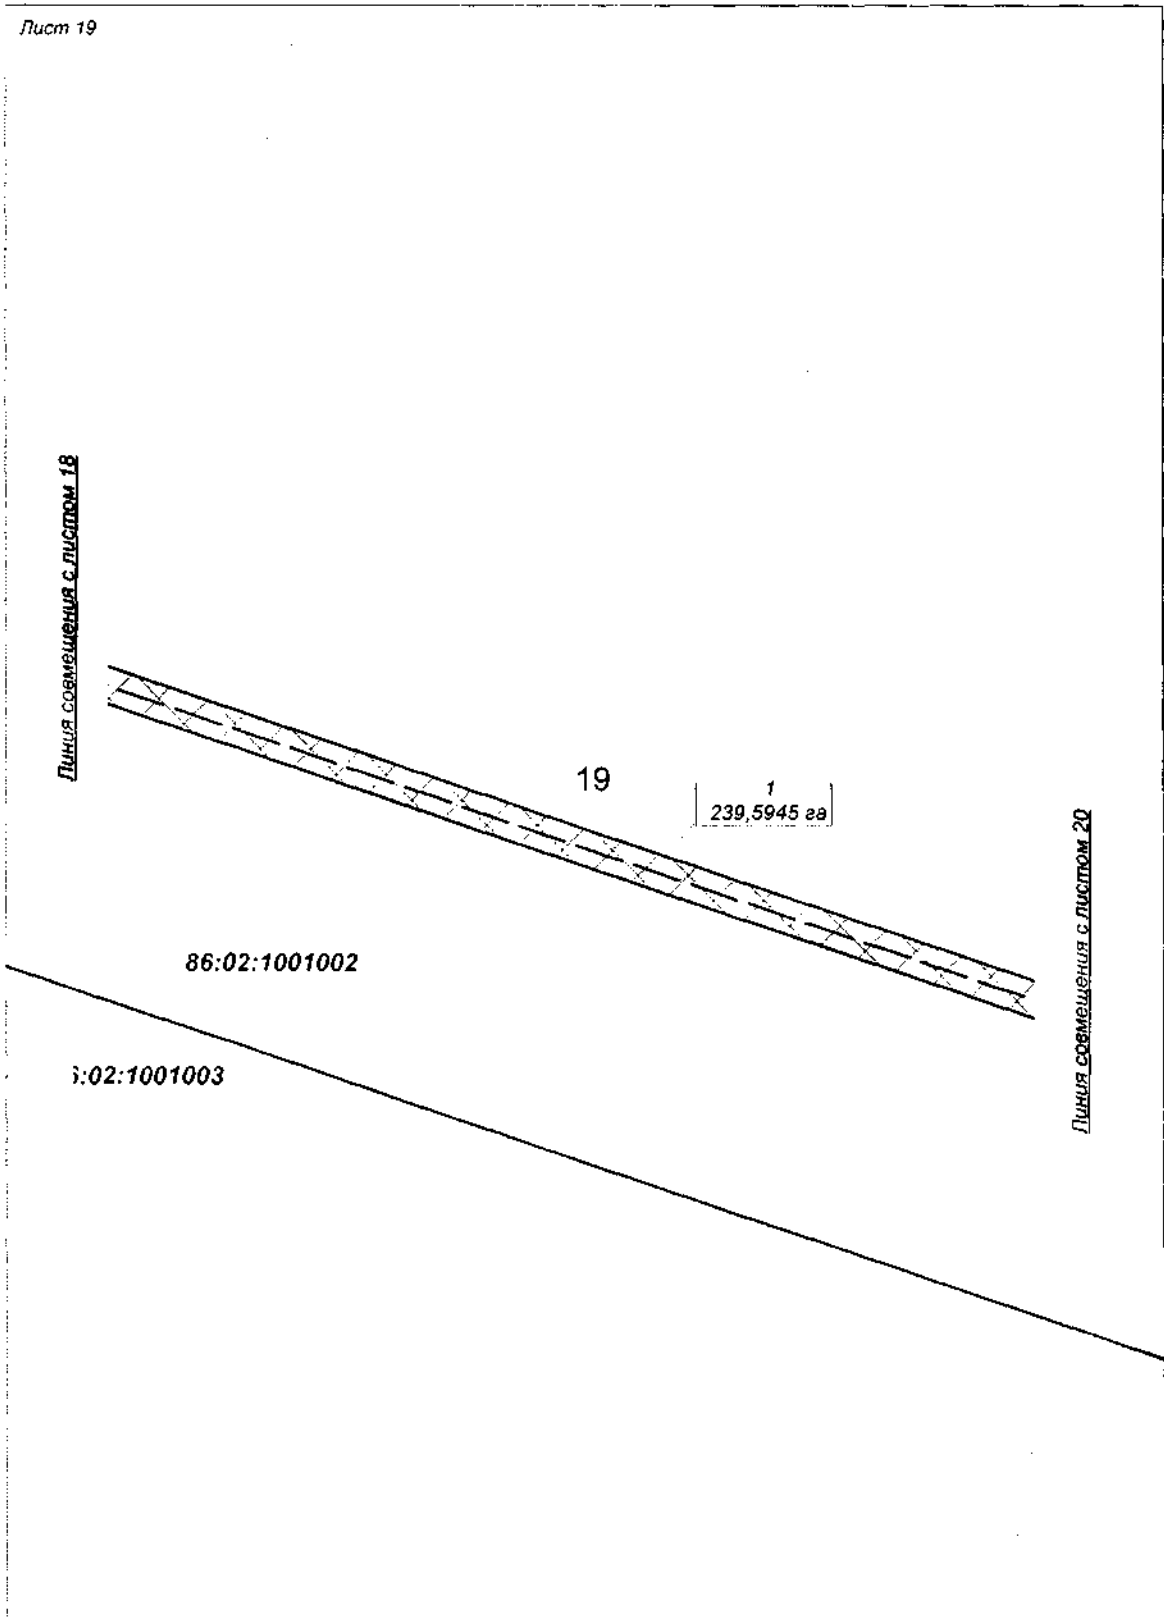 Лист 19
Линия совмещения с листом 18
19
1
239,5945 га
Линия совмещения с листом 20
86:02:1001002
:02:1001003